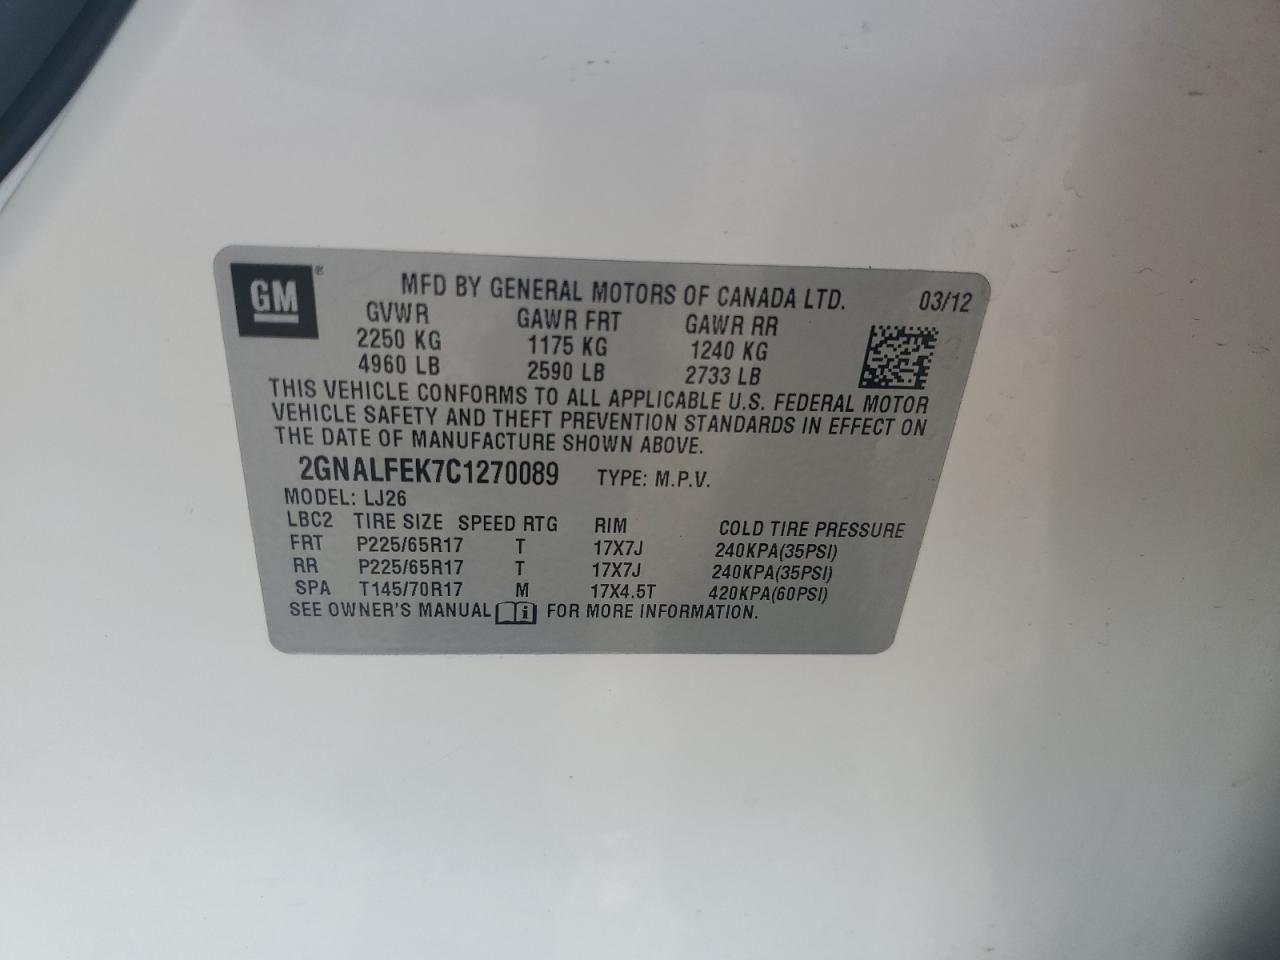 GM ®
MFD BY GENERAL MOTORS OF CANADA LTD. 03/12
GVWR GAWR FRT GAWR RR
2250 KG 1175 KG 1240 KG
4960 LB 2590 LB 2733 LB
THIS VEHICLE CONFORMS TO ALL APPLICABLE U.S. FEDERAL MOTOR
VEHICLE SAFETY AND THEFT PREVENTION STANDARDS IN EFFECT ON
THE DATE OF MANUFACTURE SHOWN ABOVE.
2GNALFEK7C1270089 TYPE: M.P.V.
MODEL: LJ26
LBC2 TIRE SIZE SPEED RTG RIM COLD TIRE PRESSURE
FRT P225/65R17 T 17X7J 240KPA(35PSI)
RR P225/65R17 T 17X7J 240KPA(35PSI)
SPA T145/70R17 M 17X4.5T 420KPA(60PSI)
SEE OWNER'S MANUAL i FOR MORE INFORMATION.